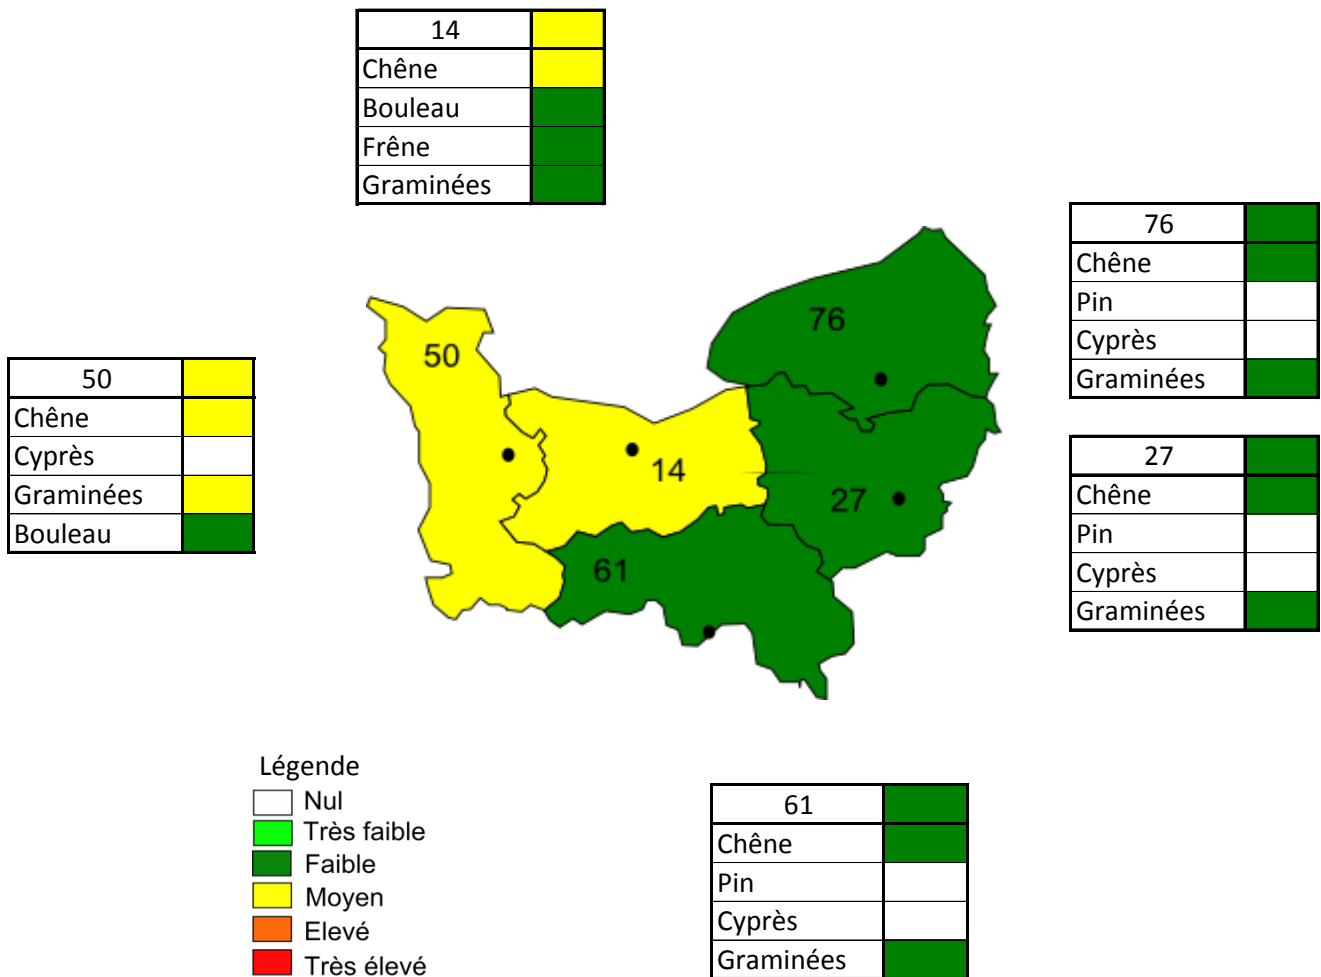 14
Chêne
Bouleau
Frêne
Graminées
76
Chêne
Pin
Cyprès
Graminées
50
Chêne
Cyprès
Graminées
Bouleau
27
Chêne
Pin
Cyprès
Graminées
76
50
14
27
61
Légende
Nul
Très faible
Faible
Moyen
Elevé
Très élevé
61
Chêne
Pin
Cyprès
Graminées